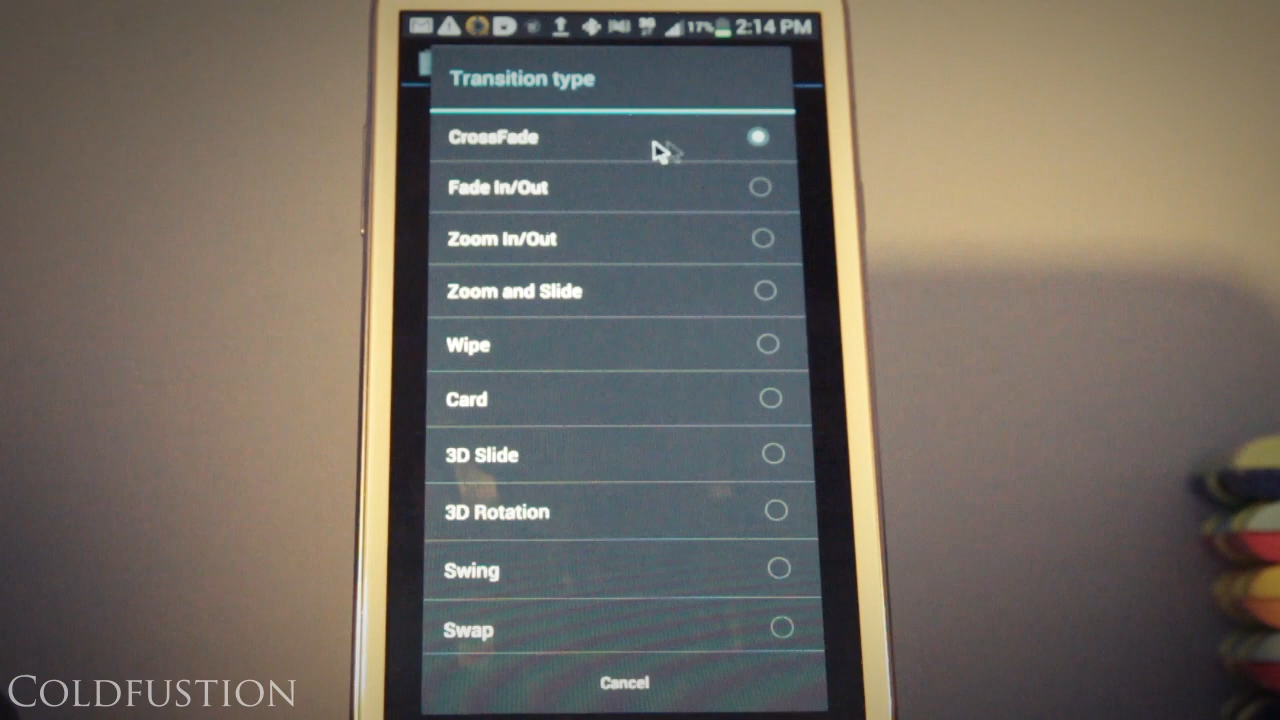 17% 2:14 PM
Transition type
CrossFade
Fade In/Out
Zoom In/Out
Zoom and Slide
Wipe
Card
3D Slide
3D Rotation
Swing
Swap
Cancel
COLDFUSTION